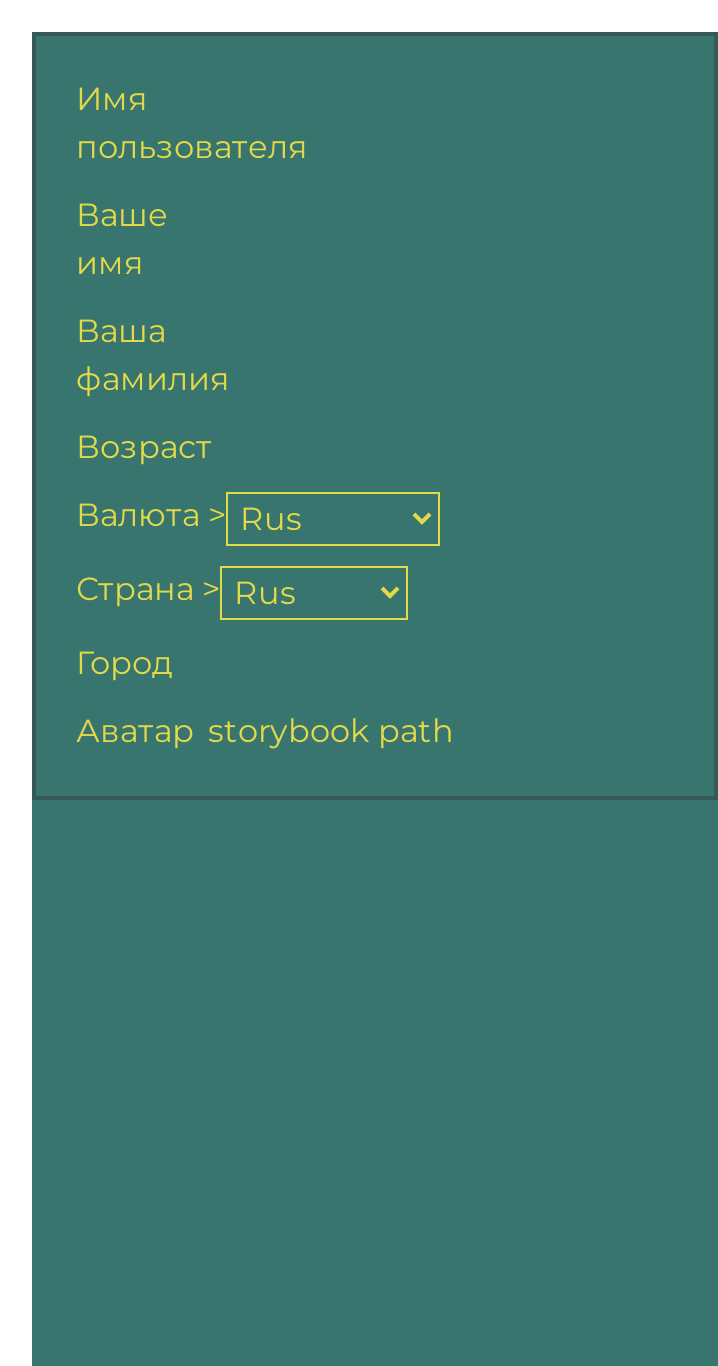 Имя
пользователя
Ваше
имя
Ваша
фамилия
Возраст
Валюта >Rus
Страна >Rus
Город
Аватар storybook path